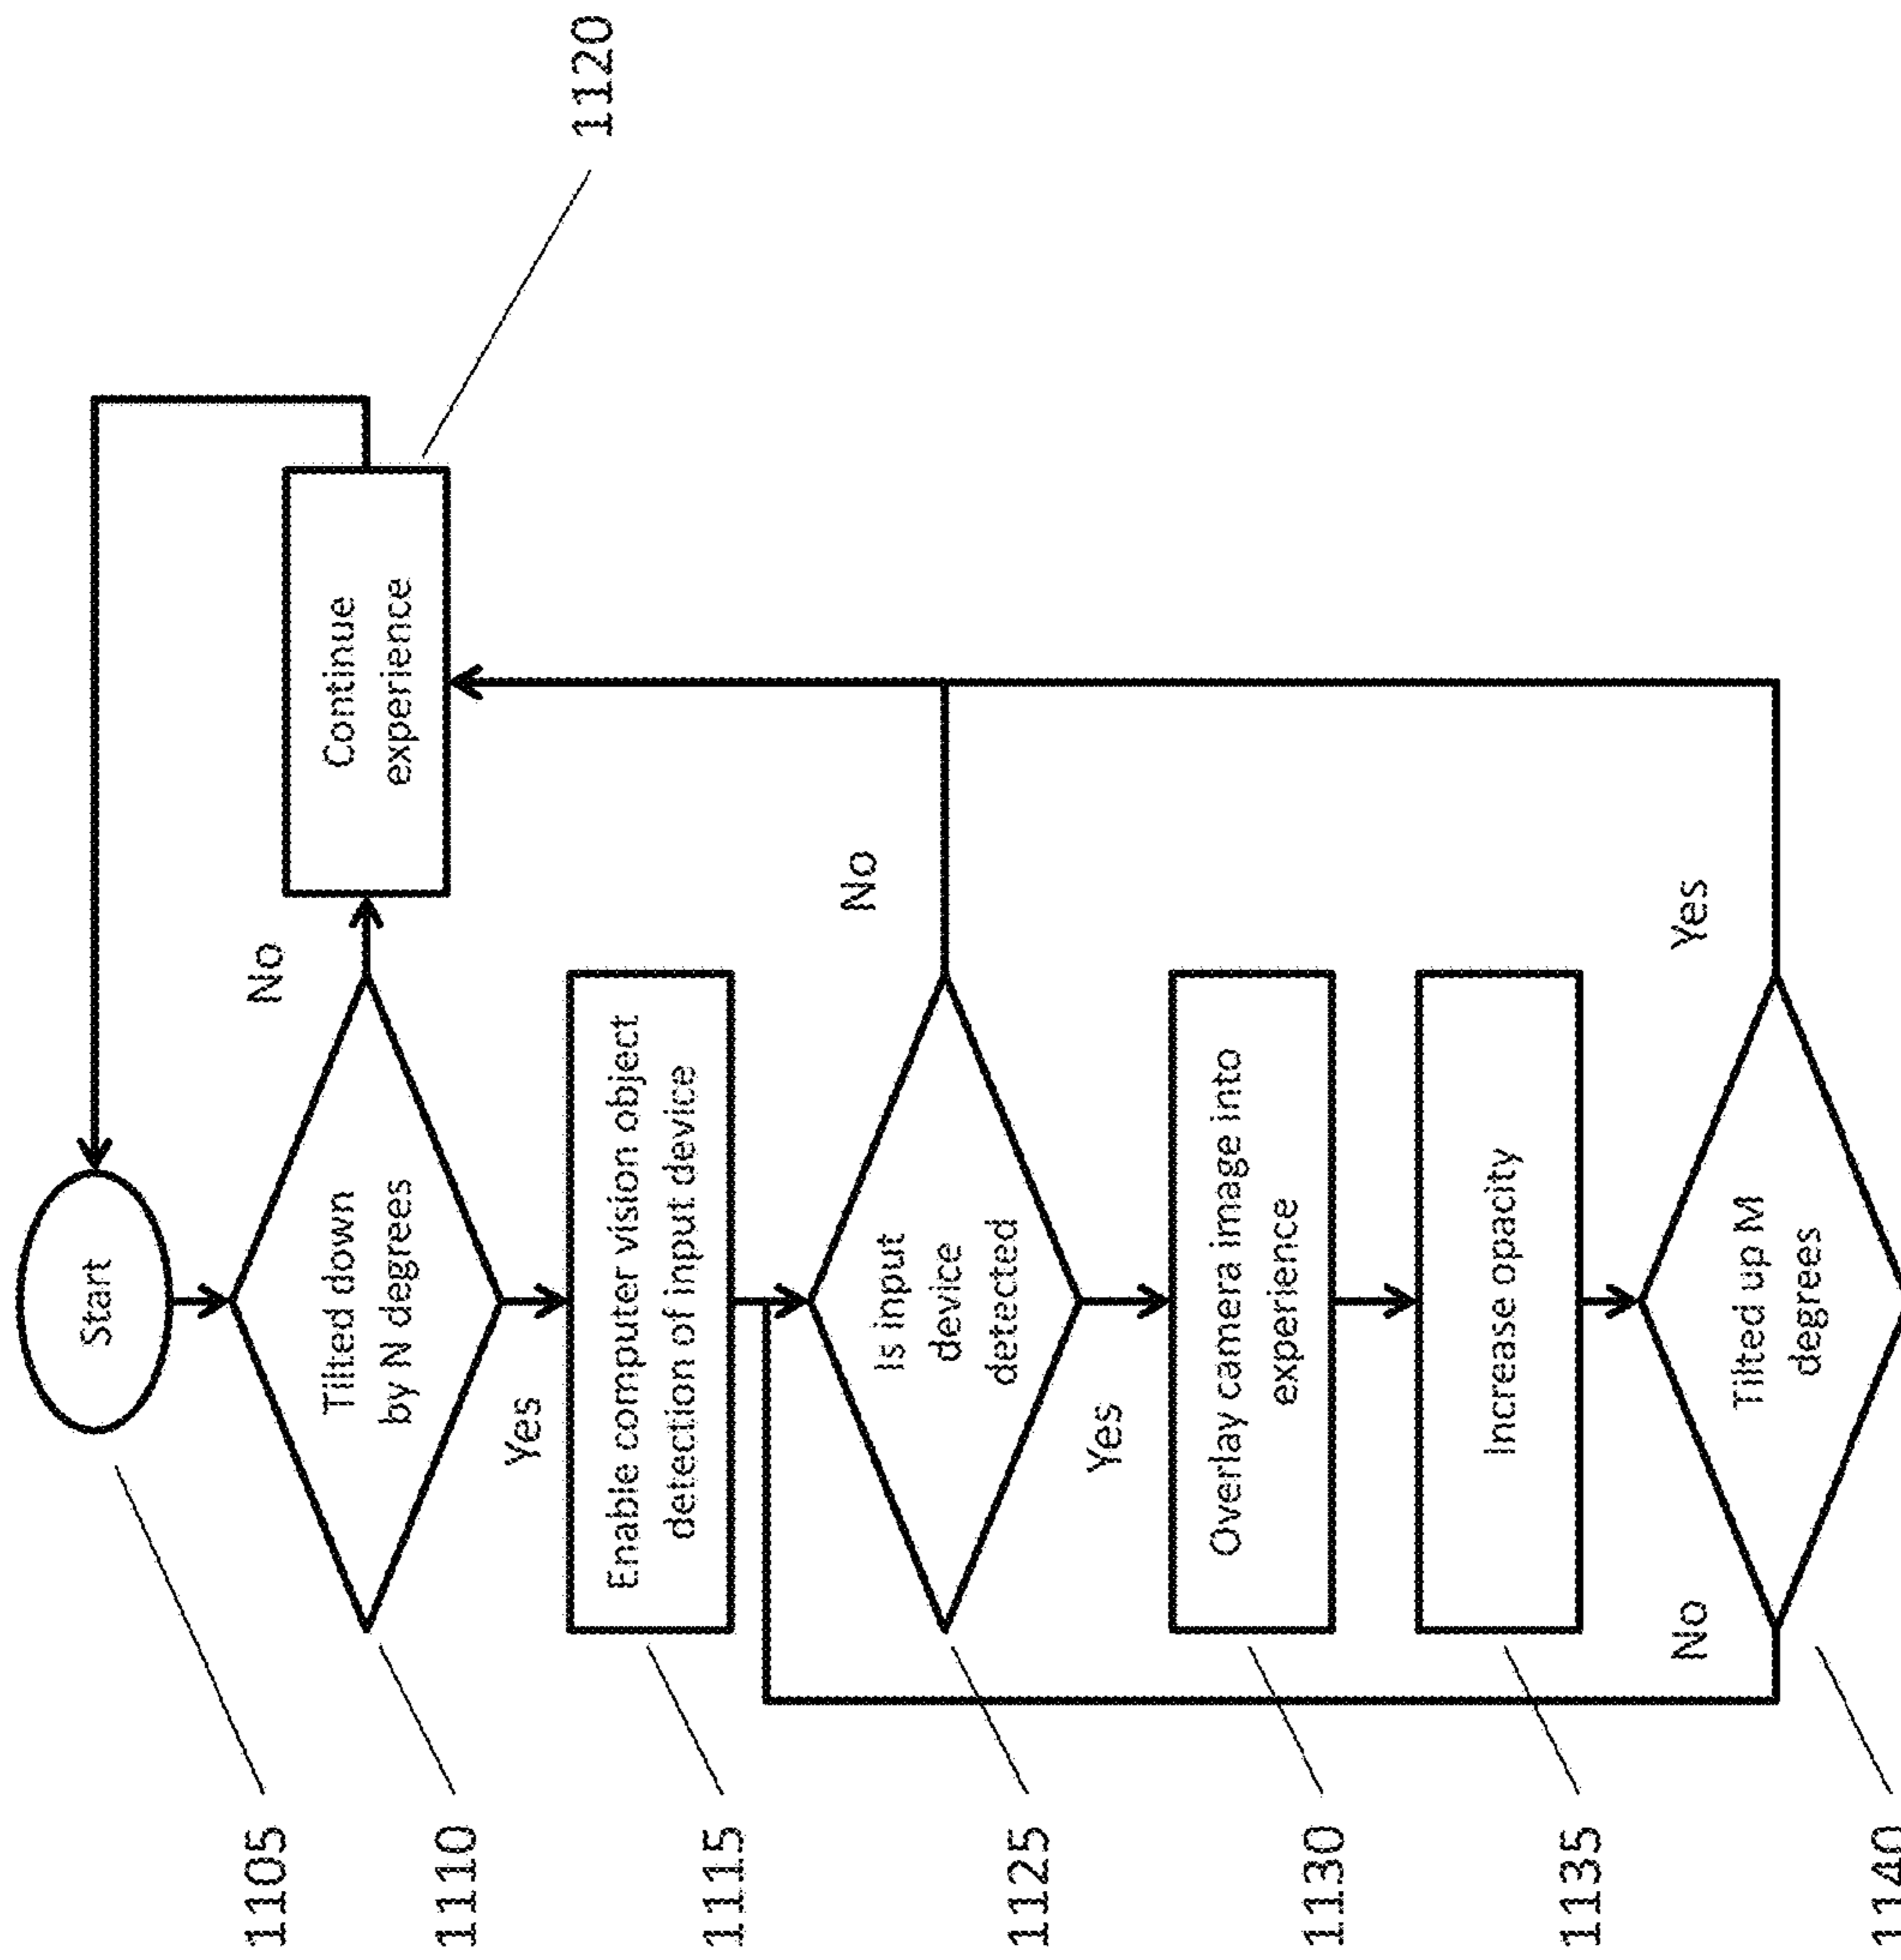 1105
Start
1110
Tilted down
by N degrees
No
Continue
experience
1120
Yes
1115
Enable computer vision object
detection of input device
1125
Is input
device
detected
No
Yes
1130
Overlay camera image into
experience
1135
Increase opacity
1140
Tilted up M
degrees
No
Yes